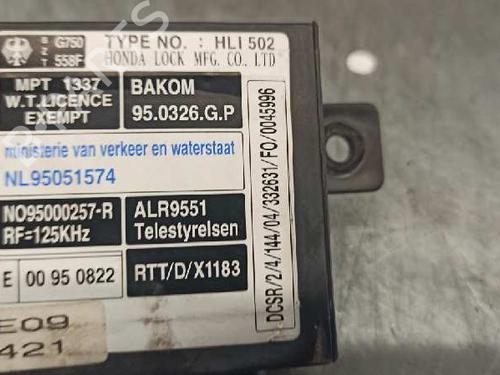 BZT G750 558F
TYPE NO. : HLI 502
HONDA LOCK MFG. CO. LTD
MPT 1337
W.T.LICENCE
EXEMPT
BAKOM
95.0326.G.P
ministerie van verkeer en waterstaat
NL95051574
NO95000257-R
RF=125KHz
ALR9551
Telestyrelsen
E 00 95 0822
RTT/D/X1183
DCSR/2/4/144/04/332631/FO/0045996
E09
421